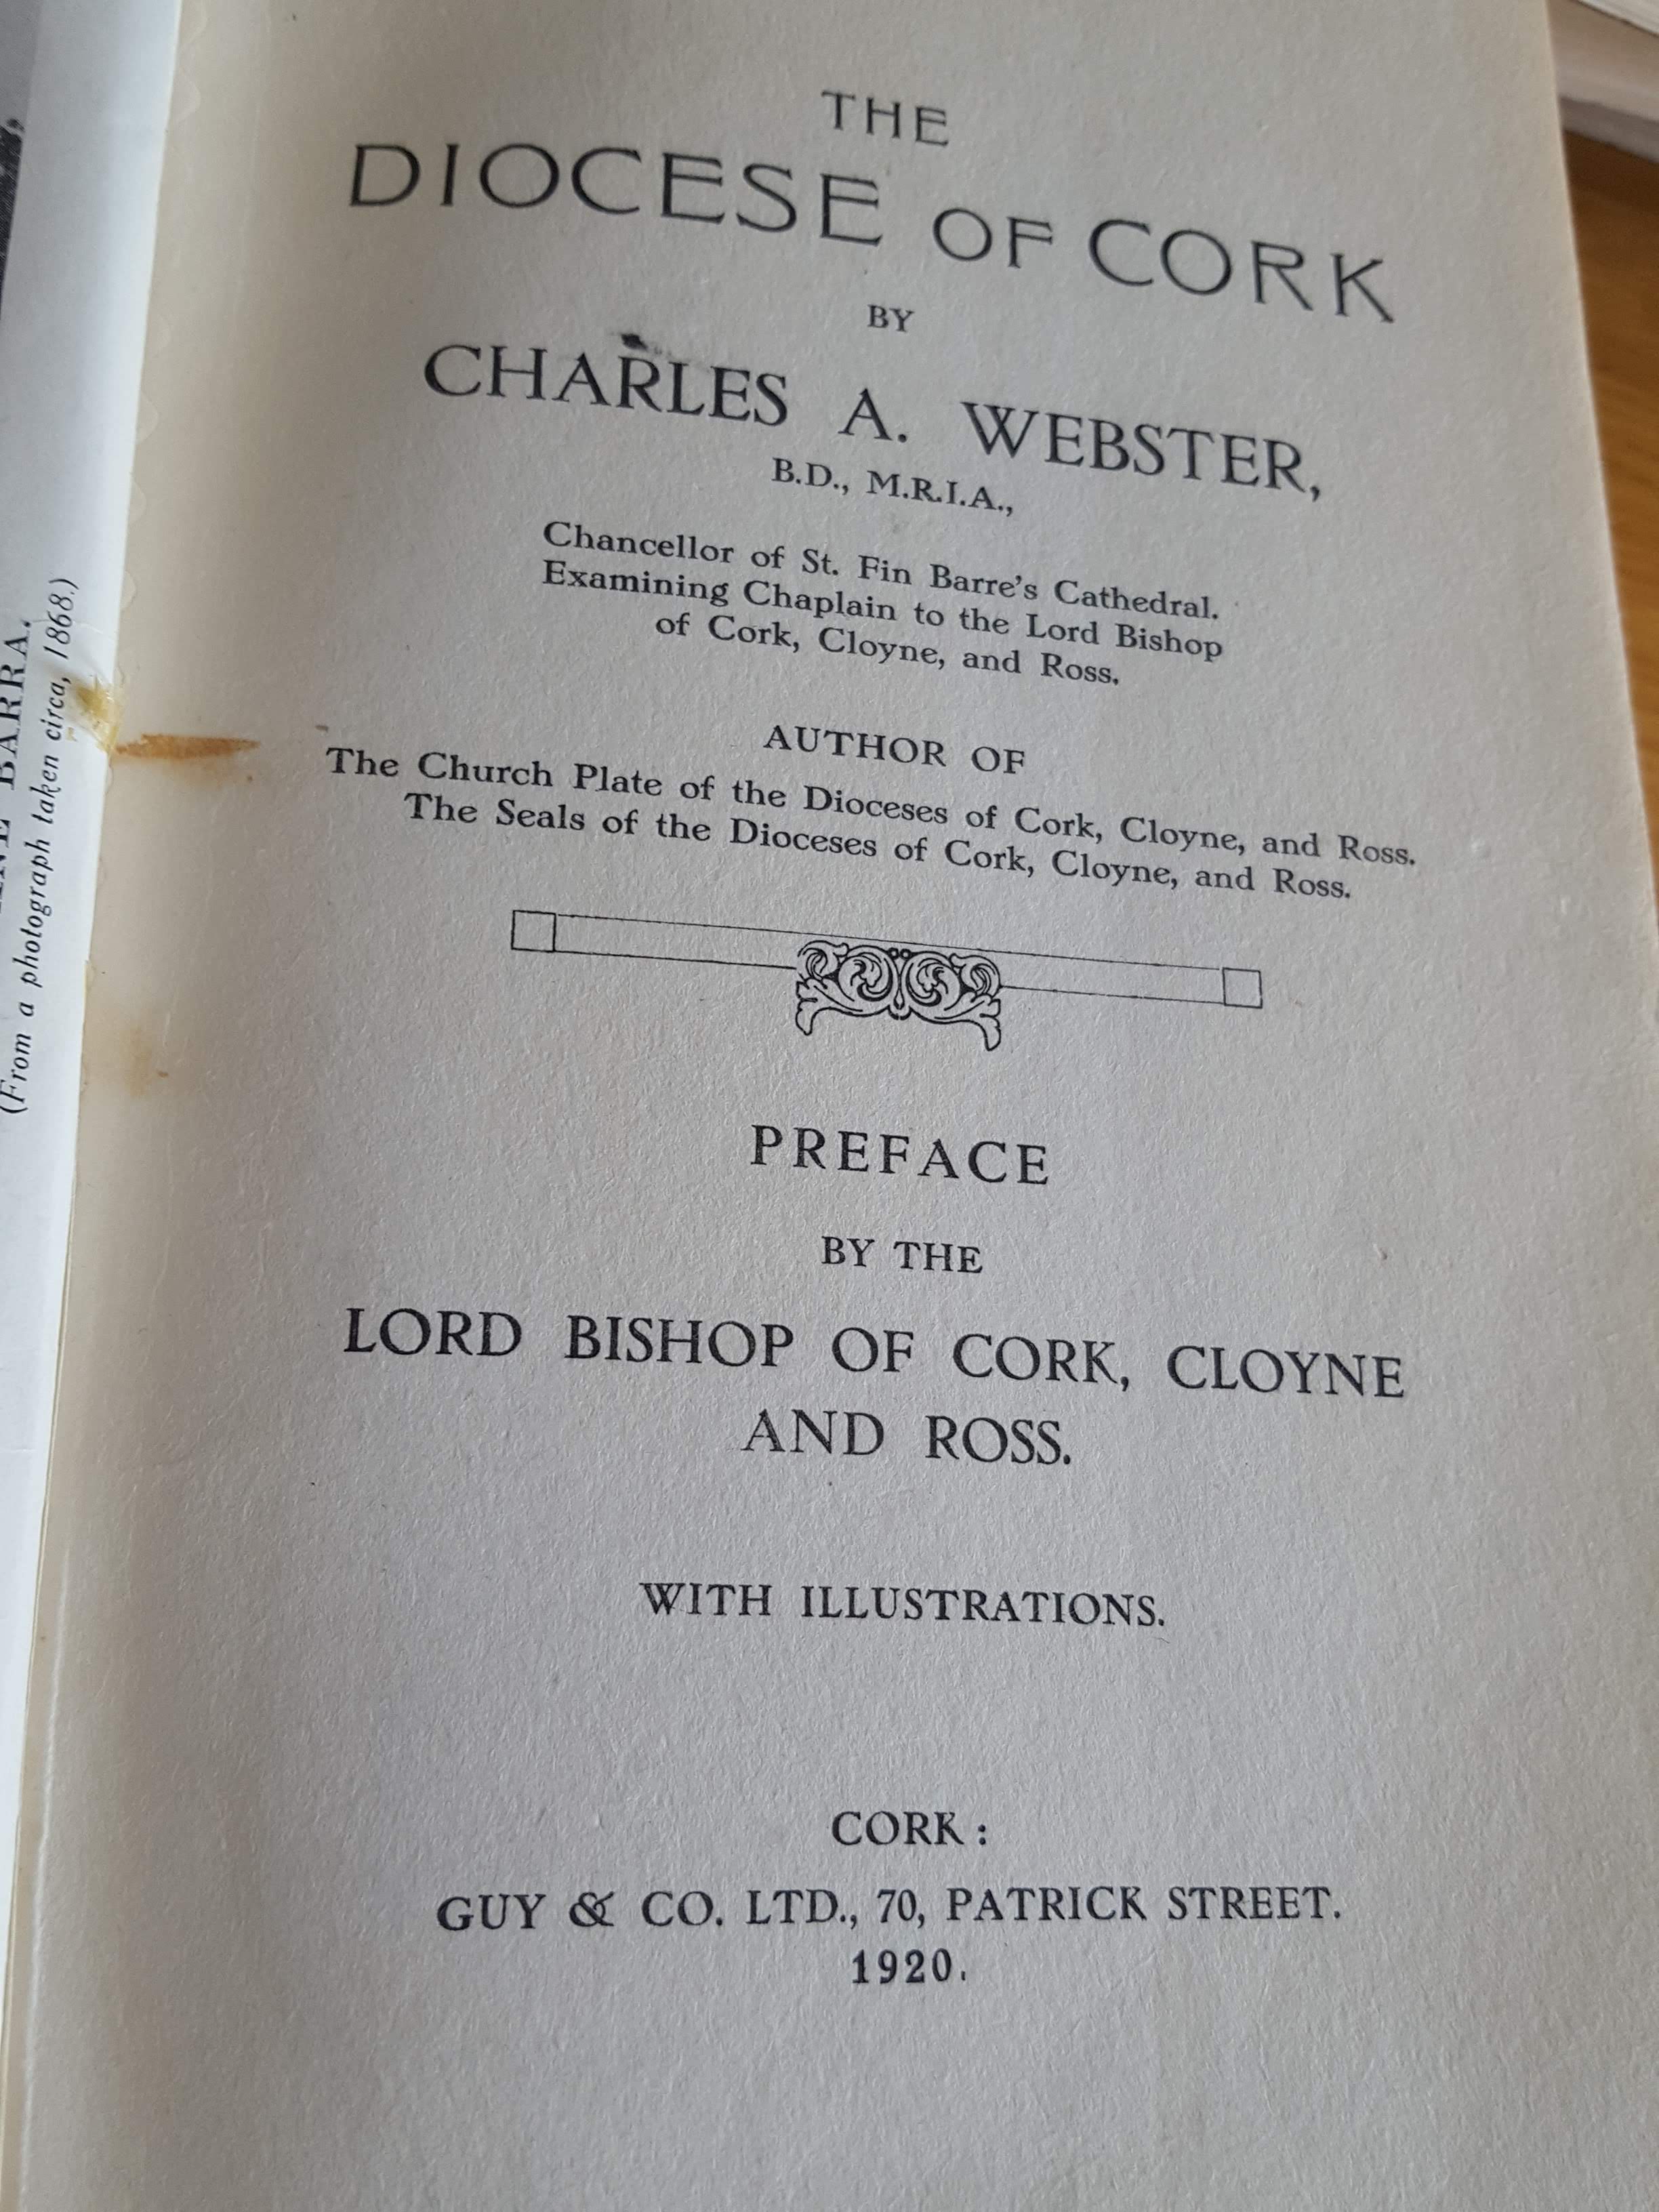 THE
DIOCESE OF CORK
BY
CHARLES A. WEBSTER,
B.D., M.R.I.A.,
Chancellor of St. Fin Barre's Cathedral.
Examining Chaplain to the Lord Bishop
of Cork, Cloyne, and Ross.
AUTHOR OF
The Church Plate of the Dioceses of Cork, Cloyne, and Ross.
The Seals of the Dioceses of Cork, Cloyne, and Ross.
PREFACE
BY THE
LORD BISHOP OF CORK, CLOYNE
AND ROSS.
WITH ILLUSTRATIONS.
CORK:
GUY & CO. LTD., 70, PATRICK STREET.
1920.
BARRA.
(From a photograph taken circa, 1868.)